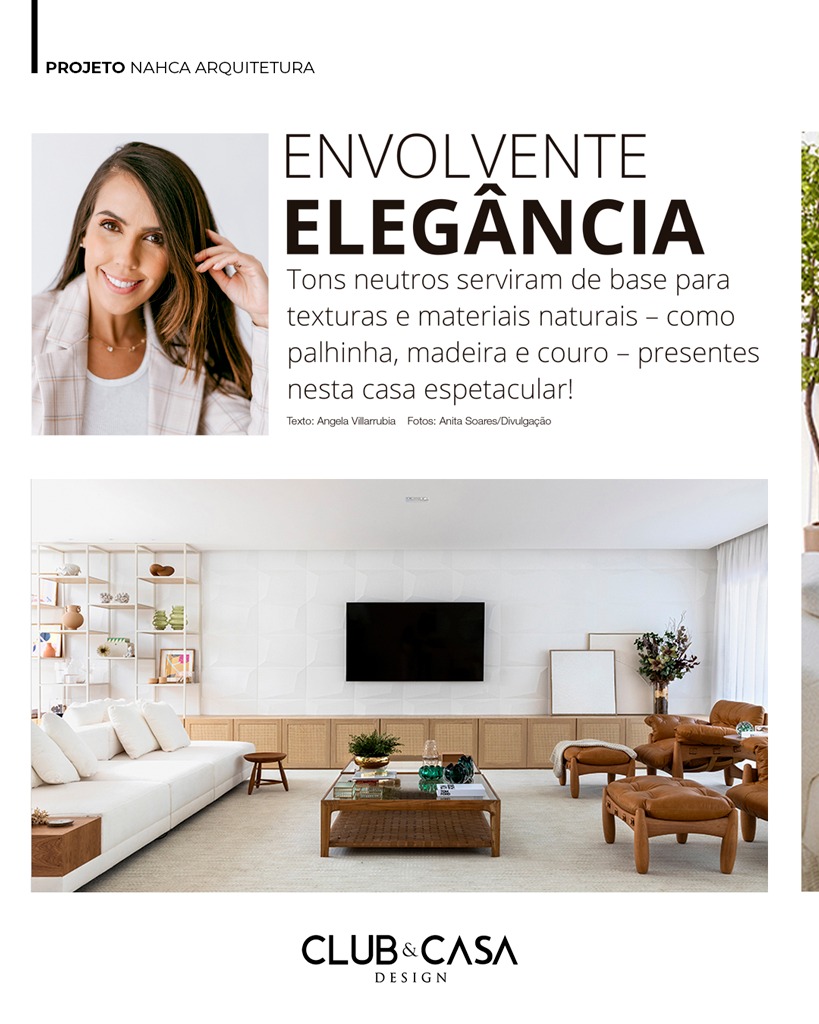 PROJETO NAHCA ARQUITETURA
ENVOLVENTE
ELEGÂNCIA
Tons neutros serviram de base para
texturas e materiais naturais – como
palhinha, madeira e couro – presentes
nesta casa espetacular!
Texto: Angela Villarrubia Fotos: Anita Soares/Divulgação
CLUB&CASA
DESIGN